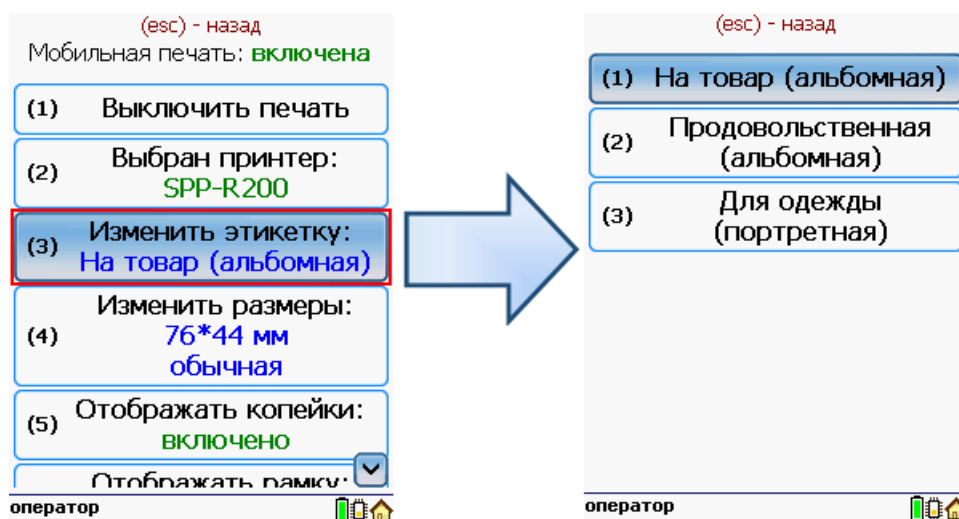 (esc) - назад
Мобильная печать: включена
(1) Выключить печать
(2) Выбран принтер:
SPP-R200
(3) Изменить этикетку:
На товар (альбомная)
(4) Изменить размеры:
76*44 мм
обычная
(5) Отображать копейки:
включено
Отображать рамку:
оператор
(esc) - назад
(1) На товар (альбомная)
(2) Продовольственная
(альбомная)
(3) Для одежды
(портретная)
оператор